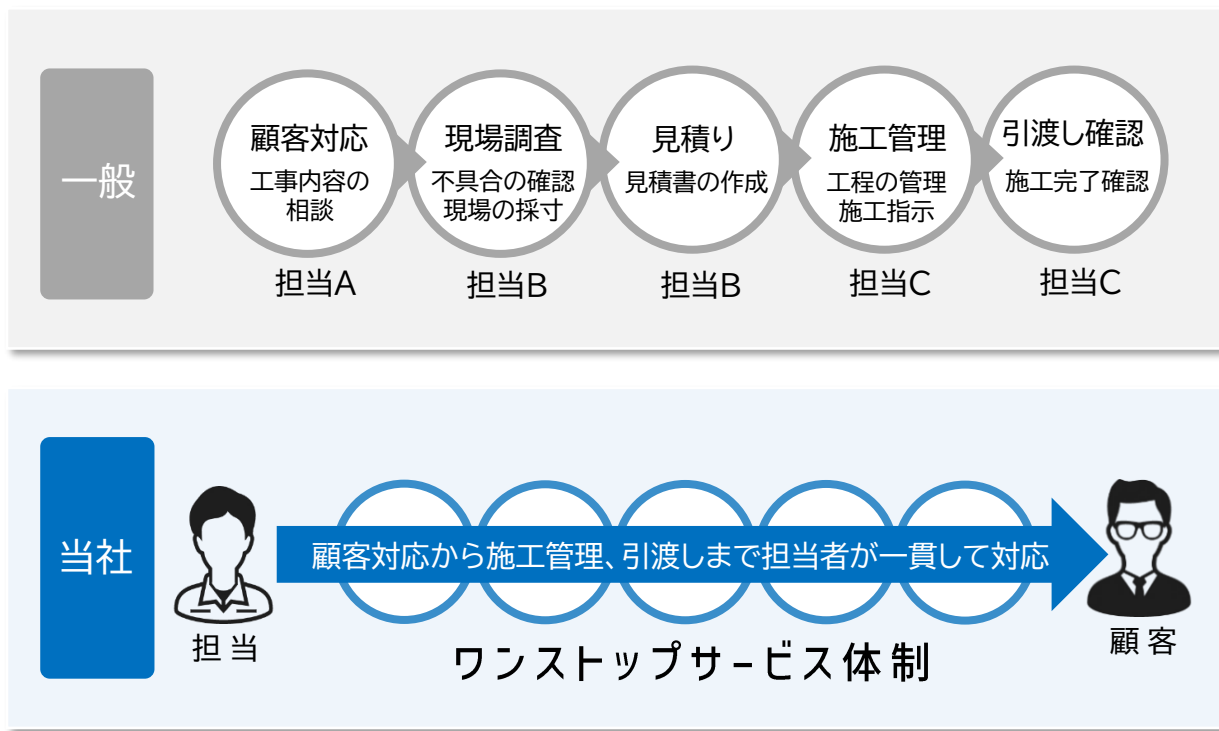 一般
顧客対応
工事内容の
相談
担当A
現場調査
不具合の確認
現場の採寸
担当B
見積り
見積書の作成
担当B
施工管理
工程の管理
施工指示
担当C
引渡し確認
施工完了確認
担当C
当社
担当
顧客対応から施工管理、引渡しまで担当者が一貫して対応
顧客
ワンストップサービス体制